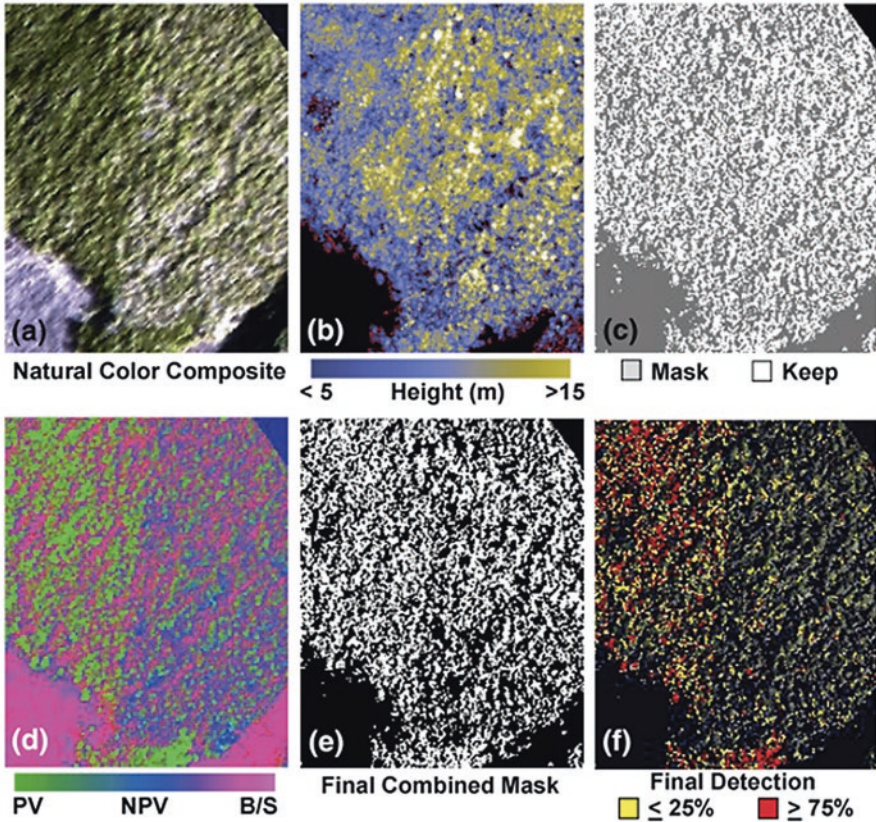 (a)
(b)
(c)
Natural Color Composite
< 5 Height (m) >15
Mask Keep
(d)
(e)
(f)
PV NPV B/S
Final Combined Mask
Final Detection
≤ 25% ≥ 75%